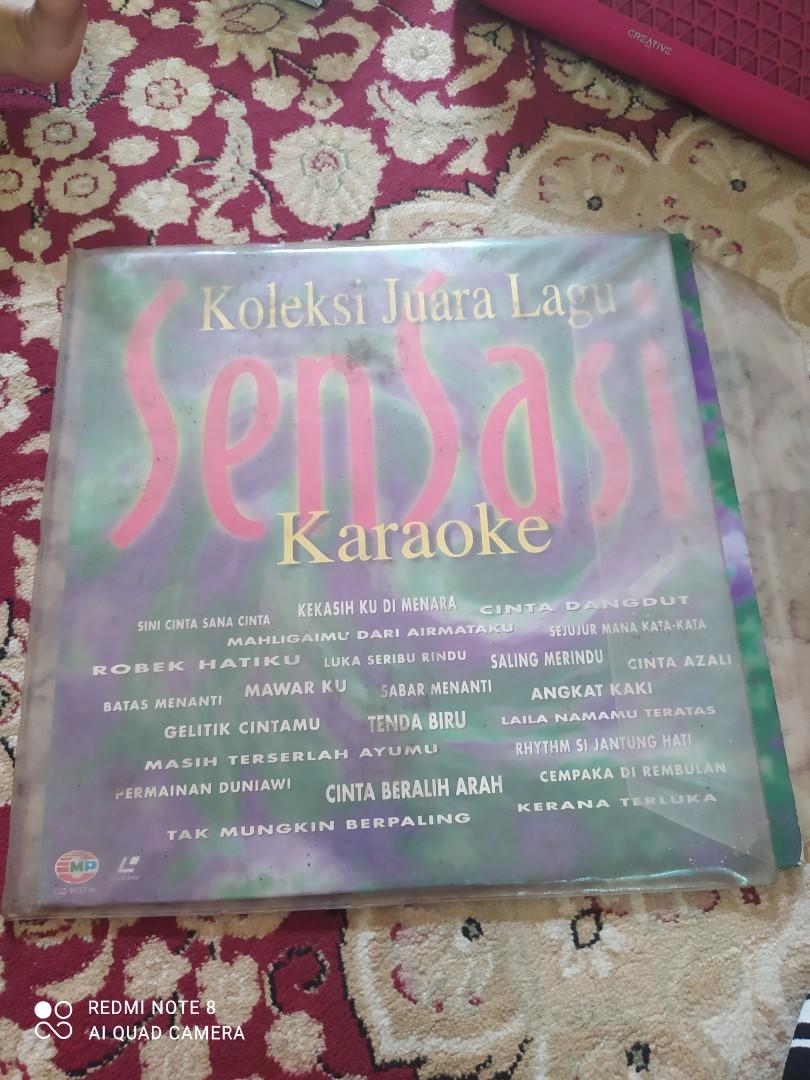 CREATIVE
Koleksi Juara Lagu
SenSasi
Karaoke
SINI CINTA SANA CINTA KEKASIH KU DI MENARA CINTA DANGDUT
MAHLIGAIMU DARI AIRMATAKU SEJUJUR MANA KATA-KATA
ROBEK HATIKU LUKA SERIBU RINDU SALING MERINDU CINTA AZALI
BATAS MENANTI MAWAR KU SABAR MENANTI ANGKAT KAKI
GELITIK CINTAMU TENDA BIRU LAILA NAMAMU TERATAS
MASIH TERSERLAH AYUMU RHYTHM SI JANTUNG HATI
PERMAINAN DUNIAWI CINTA BERALIH ARAH CEMPAKA DI REMBULAN
TAK MUNGKIN BERPALING KERANA TERLUKA
EMP
REDMI NOTE 8
AI QUAD CAMERA